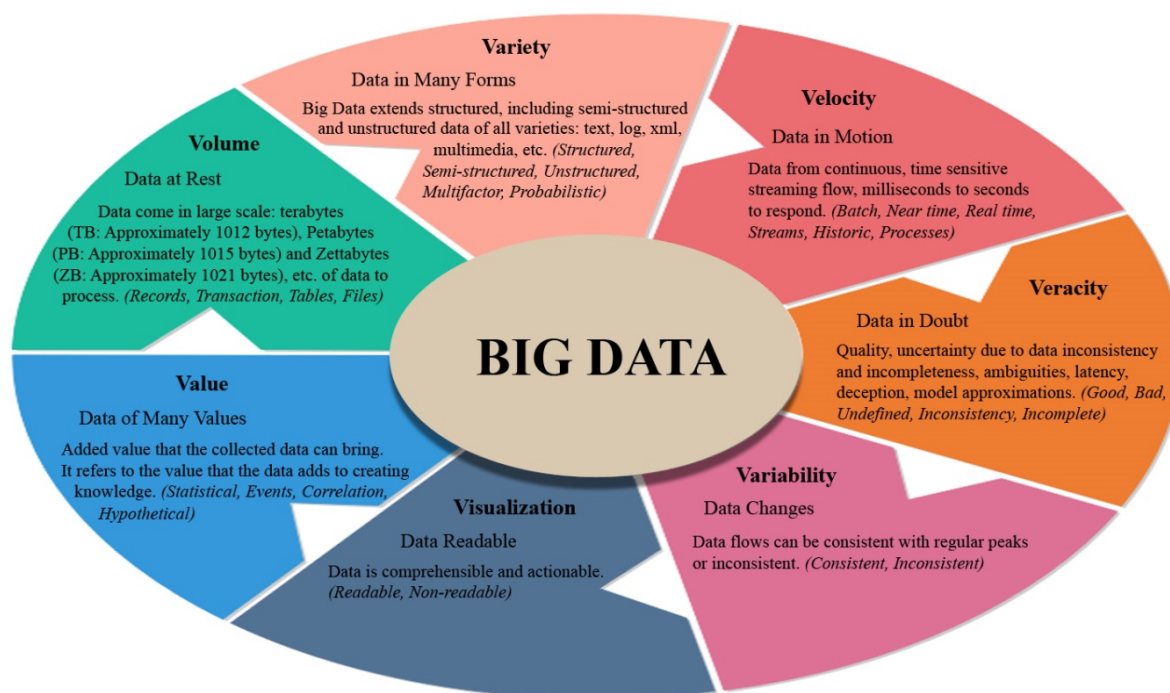 Variety
Data in Many Forms
Big Data extends structured, including semi-structured
and unstructured data of all varieties: text, log, xml,
multimedia, etc. (Structured,
Semi-structured, Unstructured,
Multifactor, Probabilistic)
Velocity
Data in Motion
Data from continuous, time sensitive
streaming flow, milliseconds to seconds
to respond. (Batch, Near time, Real time,
Streams, Historic, Processes)
Veracity
Data in Doubt
Quality, uncertainty due to data inconsistency
and incompleteness, ambiguities, latency,
deception, model approximations. (Good, Bad,
Undefined, Inconsistency, Incomplete)
Variability
Data Changes
Data flows can be consistent with regular peaks
or inconsistent. (Consistent, Inconsistent)
Visualization
Data Readable
Data is comprehensible and actionable.
(Readable, Non-readable)
Value
Data of Many Values
Added value that the collected data can bring.
It refers to the value that the data adds to creating
knowledge. (Statistical, Events, Correlation,
Hypothetical)
Volume
Data at Rest
Data come in large scale: terabytes
(TB: Approximately 1012 bytes), Petabytes
(PB: Approximately 1015 bytes) and Zettabytes
(ZB: Approximately 1021 bytes), etc. of data to
process. (Records, Transaction, Tables, Files)
BIG DATA